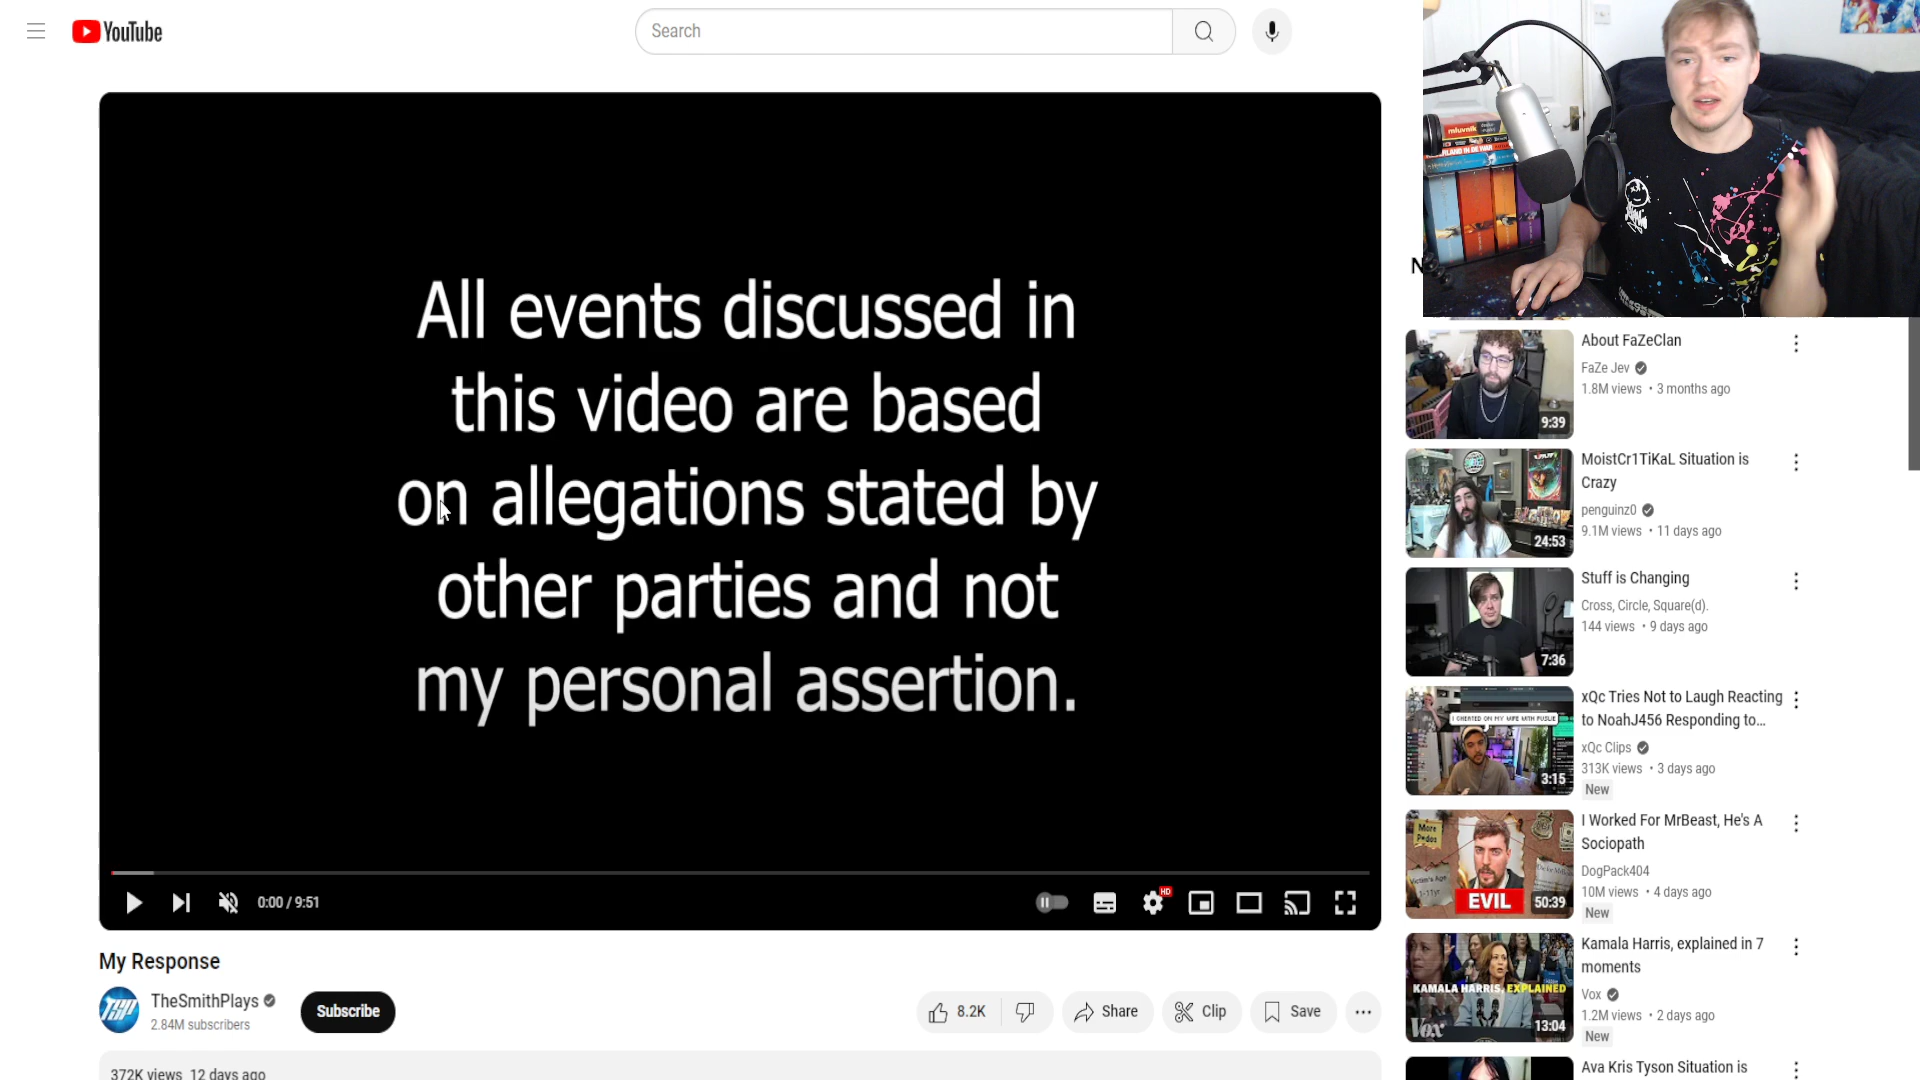 YouTube
Search
All events discussed in
this video are based
on allegations stated by
other parties and not
my personal assertion.
0:00 / 9:51
HD
My Response
TheSmithPlays
2.84M subscribers
Subscribe
8.2K
Share
Clip
Save
372K views 12 days ago
N
About FaZeClan
FaZe Jev
1.8M views • 3 months ago
9:39
MoistCr1TiKaL Situation is
Crazy
penguinz0
9.1M views • 11 days ago
24:53
Stuff is Changing
Cross, Circle, Square(d).
144 views • 9 days ago
7:36
I CHEATED ON MY WIFE WITH PUSLIE
xQc Tries Not to Laugh Reacting
to NoahJ456 Responding to...
xQc Clips
313K views • 3 days ago
New
3:15
EVIL
I Worked For MrBeast, He's A
Sociopath
DogPack404
10M views • 4 days ago
New
50:39
KAMALA HARRIS, EXPLAINED
Vox
Kamala Harris, explained in 7
moments
Vox
1.2M views • 2 days ago
New
13:04
Ava Kris Tyson Situation is